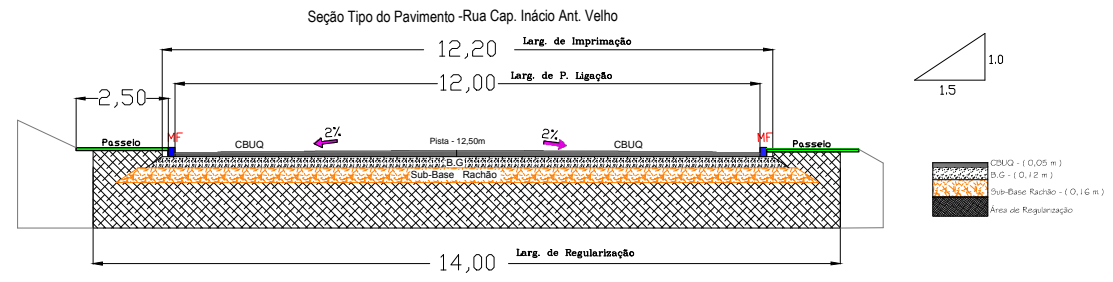 Seção Tipo do Pavimento -Rua Cap. Inácio Ant. Velho
12,20 Larg. de Imprimação
12,00 Larg. de P. Ligação
2,50
1.0
1.5
Passeio
MF
CBUQ
2%
Pista - 12,50m
2%
CBUQ
MF
Passeio
B.G
Sub-Base Rachão
CBUQ - ( 0,05 m )
B.G - ( 0,12 m )
Sub-Base Rachão - ( 0,16 m )
Área de Regularização
14,00 Larg. de Regularização